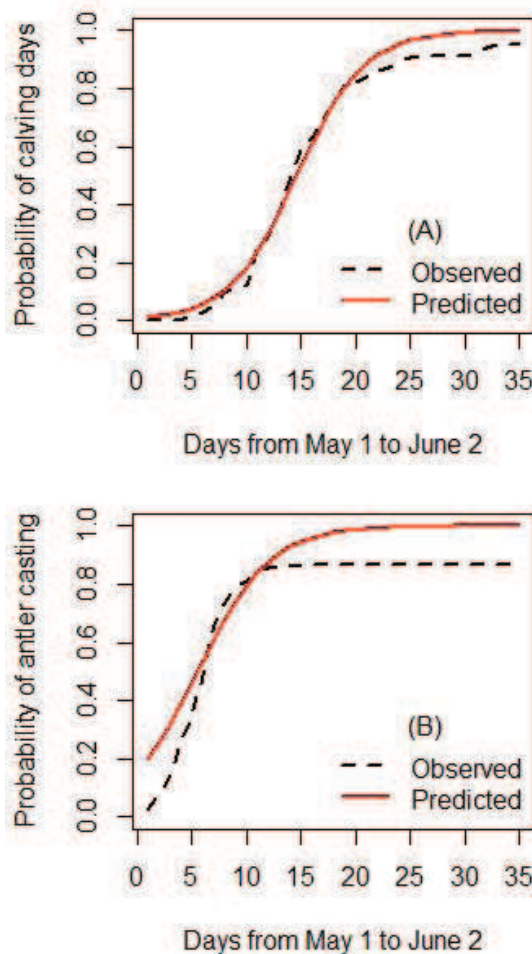 Probability of calving days
1.0
0.8
0.6
0.4
0.2
0.0
(A)
Observed
Predicted
0 5 10 15 20 25 30 35
Days from May 1 to June 2
Probability of antler casting
1.0
0.8
0.6
0.4
0.2
0.0
(B)
Observed
Predicted
0 5 10 15 20 25 30 35
Days from May 1 to June 2